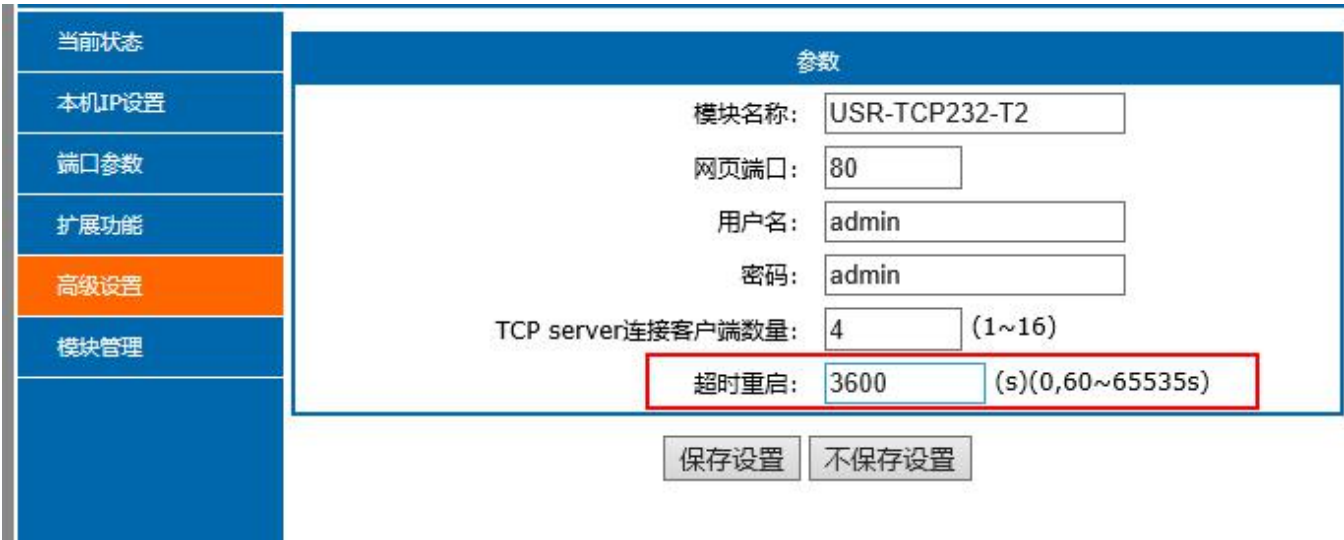 当前状态
本机IP设置
端口参数
扩展功能
高级设置
模块管理
参数
模块名称: USR-TCP232-T2
网页端口: 80
用户名: admin
密码: admin
TCP server连接客户端数量: 4 (1~16)
超时重启: 3600 (s)(0,60~65535s)
保存设置 不保存设置